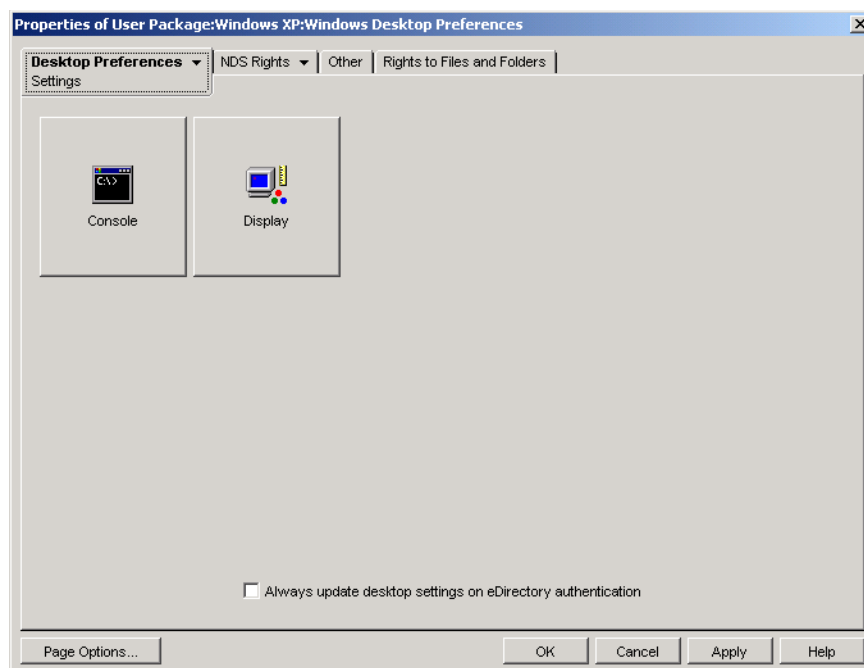 Properties of User Package:Windows XP:Windows Desktop Preferences
Desktop Preferences
NDS Rights
Other
Rights to Files and Folders
Settings
C:\>
Console
Display
Always update desktop settings on eDirectory authentication
Page Options...
OK
Cancel
Apply
Help